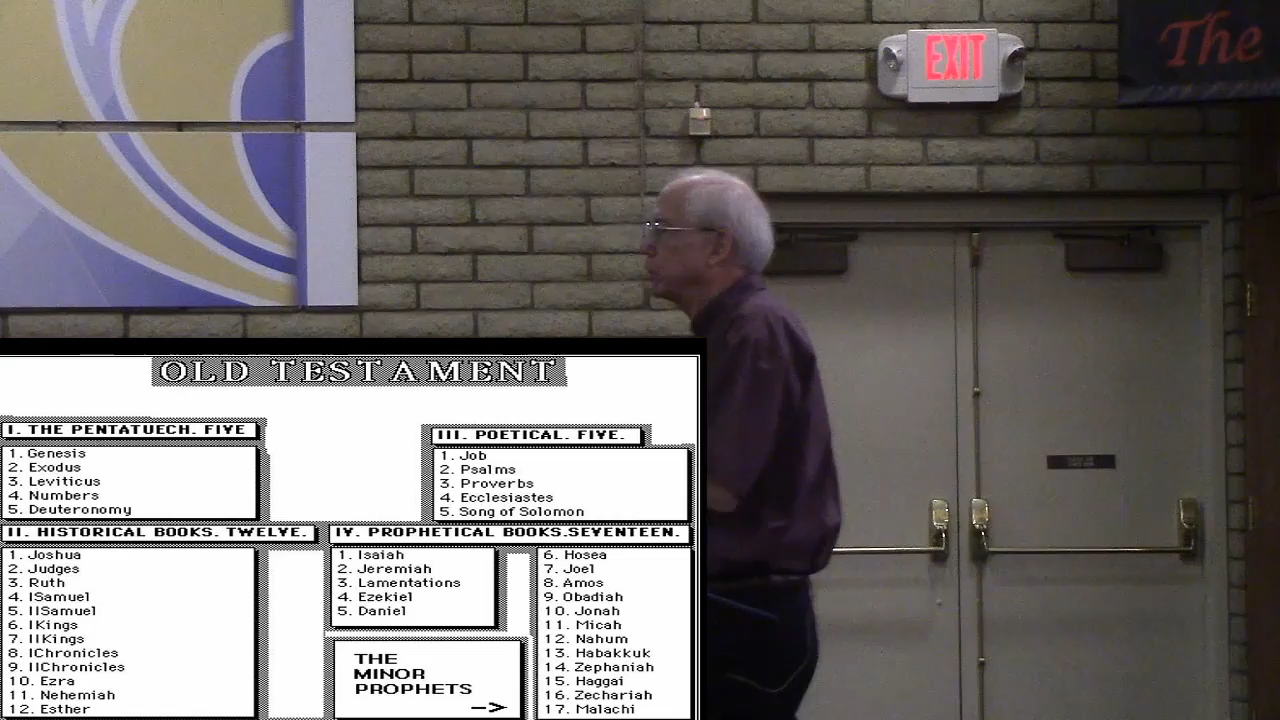 EXIT
The
OLD TESTAMENT
I. THE PENTATUECH. FIVE
1. Genesis
2. Exodus
3. Leviticus
4. Numbers
5. Deuteronomy
III. POETICAL. FIVE.
1. Job
2. Psalms
3. Proverbs
4. Ecclesiastes
5. Song of Solomon
II. HISTORICAL BOOKS. TWELVE.
1. Joshua
2. Judges
3. Ruth
4. ISamuel
5. IISamuel
6. IKings
7. IIKings
8. IChronicles
9. IIChronicles
10. Ezra
11. Nehemiah
12. Esther
IV. PROPHETICAL BOOKS.SEVENTEEN.
1. Isaiah
2. Jeremiah
3. Lamentations
4. Ezekiel
5. Daniel
THE
MINOR
PROPHETS
->
6. Hosea
7. Joel
8. Amos
9. Obadiah
10. Jonah
11. Micah
12. Nahum
13. Habakkuk
14. Zephaniah
15. Haggai
16. Zechariah
17. Malachi